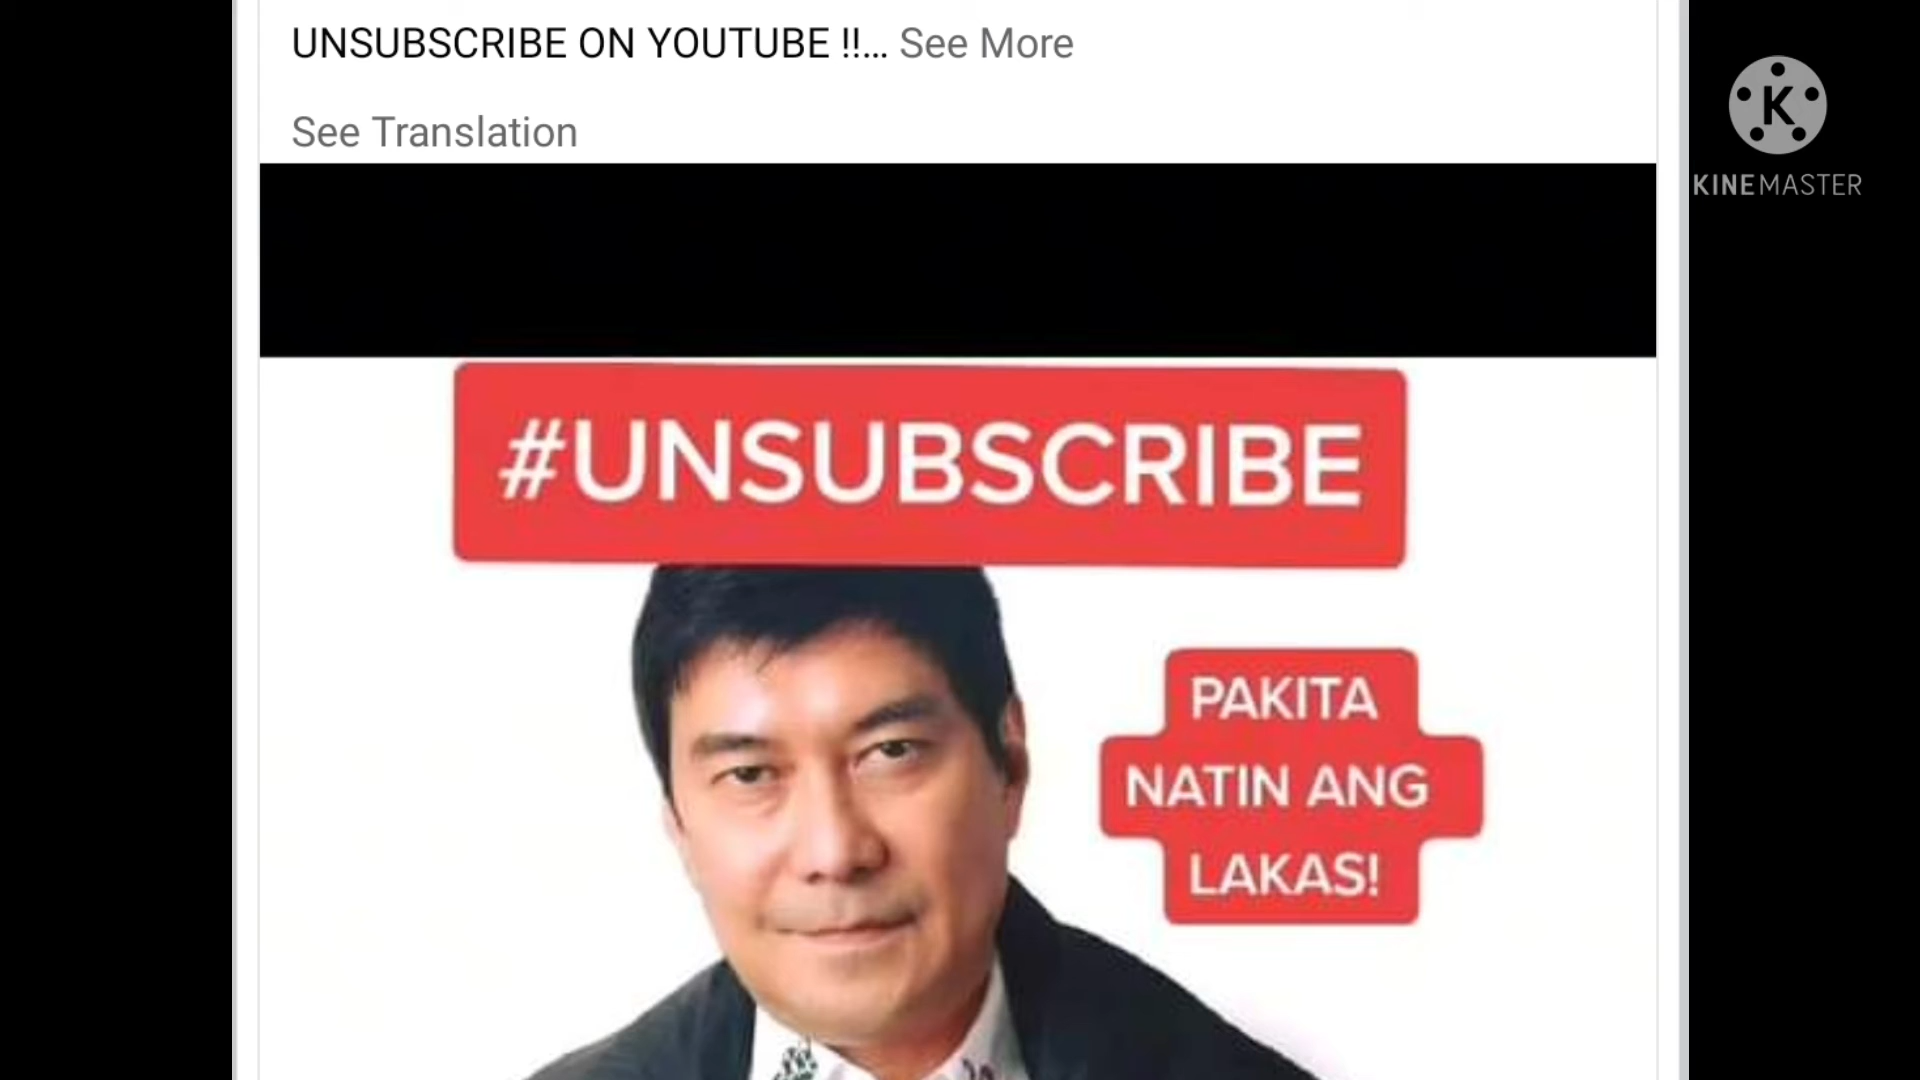 UNSUBSCRIBE ON YOUTUBE !!... See More
See Translation
K
KINEMASTER
#UNSUBSCRIBE
PAKITA
NATIN ANG
LAKAS!